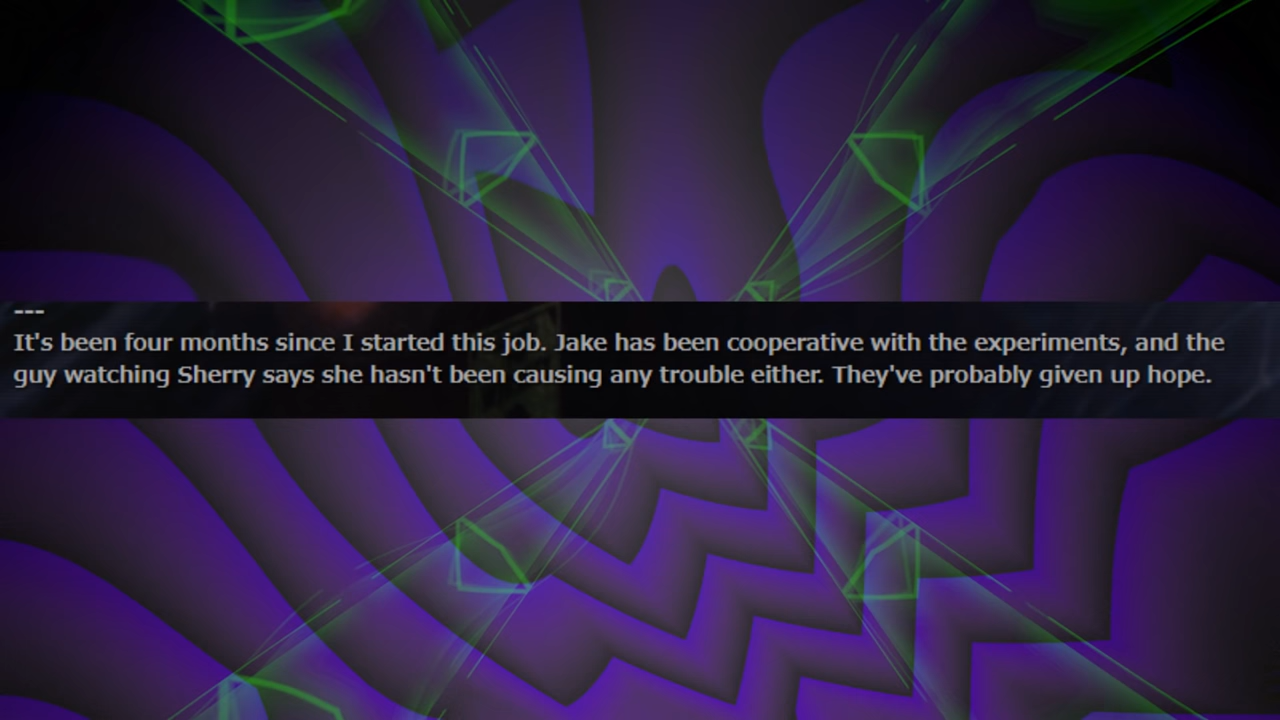 ---
It's been four months since I started this job. Jake has been cooperative with the experiments, and the
guy watching Sherry says she hasn't been causing any trouble either. They've probably given up hope.